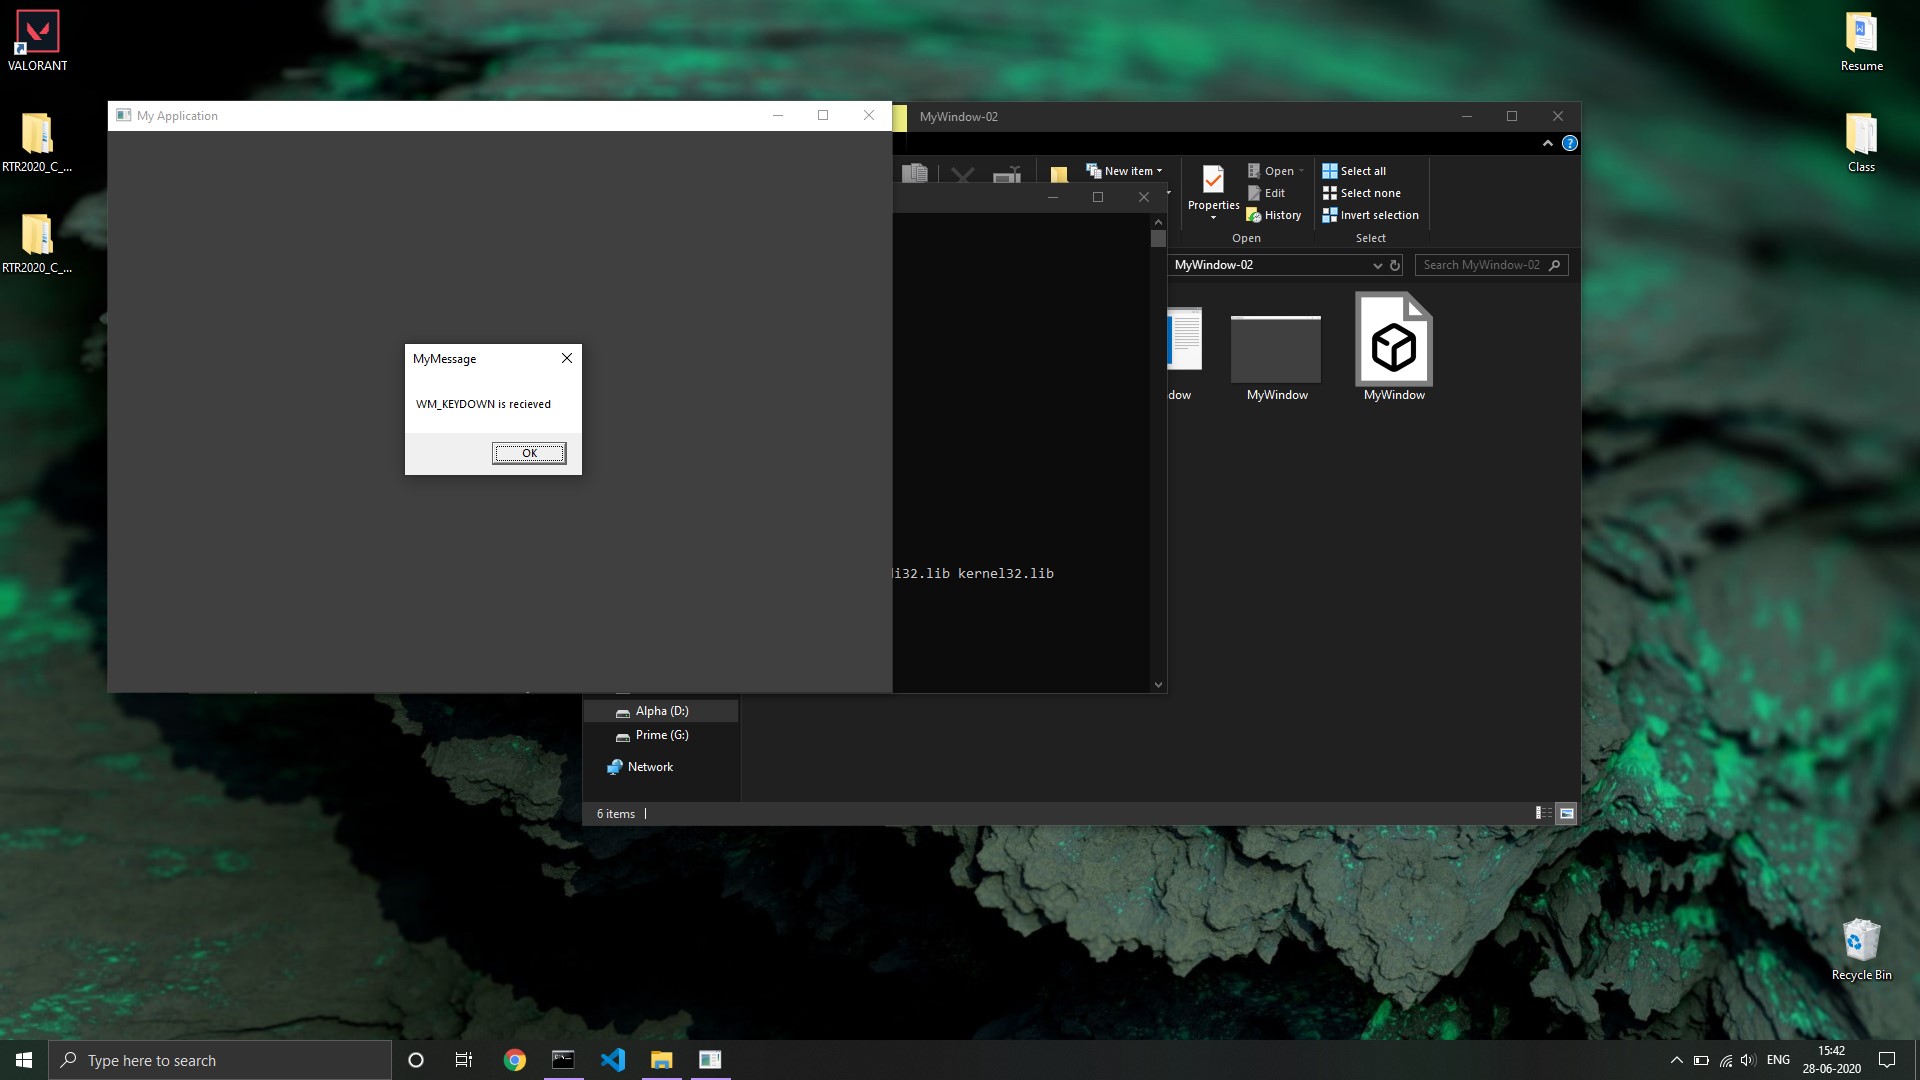 VALORANT
RTR2020_C_...
RTR2020_C_...
Resume
Class
Recycle Bin
My Application
MyMessage
WM_KEYDOWN is recieved
OK
MyWindow-02
New item
Properties
Open
Edit
History
Open
Select all
Select none
Invert selection
Select
MyWindow-02
Search MyWindow-02
dow
MyWindow
MyWindow
i32.lib kernel32.lib
Alpha (D:)
Prime (G:)
Network
6 items
Type here to search
ENG
15:42
28-06-2020